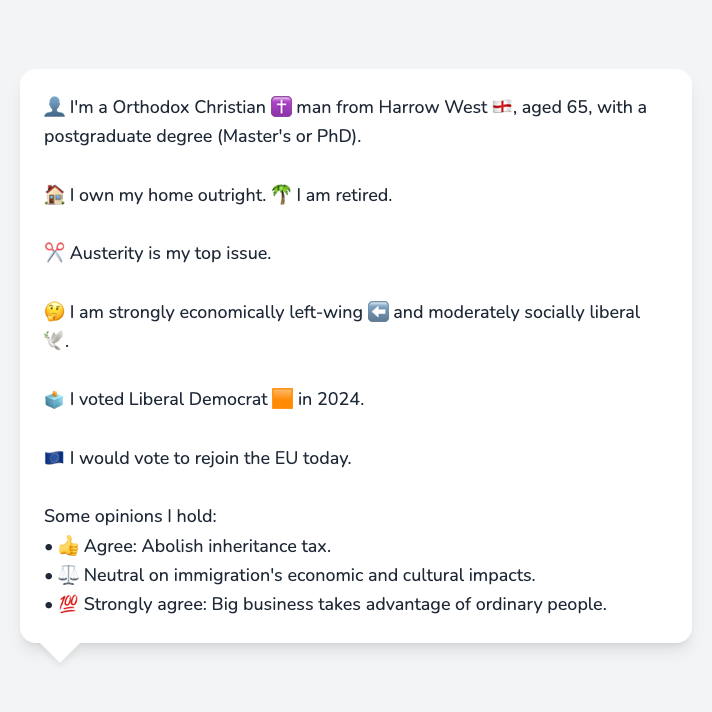 👤 I'm a Orthodox Christian ✝️ man from Harrow West 🏴󠁧󠁢󠁥󠁮󠁧󠁿, aged 65, with a
postgraduate degree (Master's or PhD).
🏠 I own my home outright. 🌴 I am retired.
✂️ Austerity is my top issue.
🤔 I am strongly economically left-wing ⬅️ and moderately socially liberal
🕊️.
🗳️ I voted Liberal Democrat 🟧 in 2024.
🇪🇺 I would vote to rejoin the EU today.
Some opinions I hold:
• 👍 Agree: Abolish inheritance tax.
• ⚖️ Neutral on immigration's economic and cultural impacts.
• 💯 Strongly agree: Big business takes advantage of ordinary people.